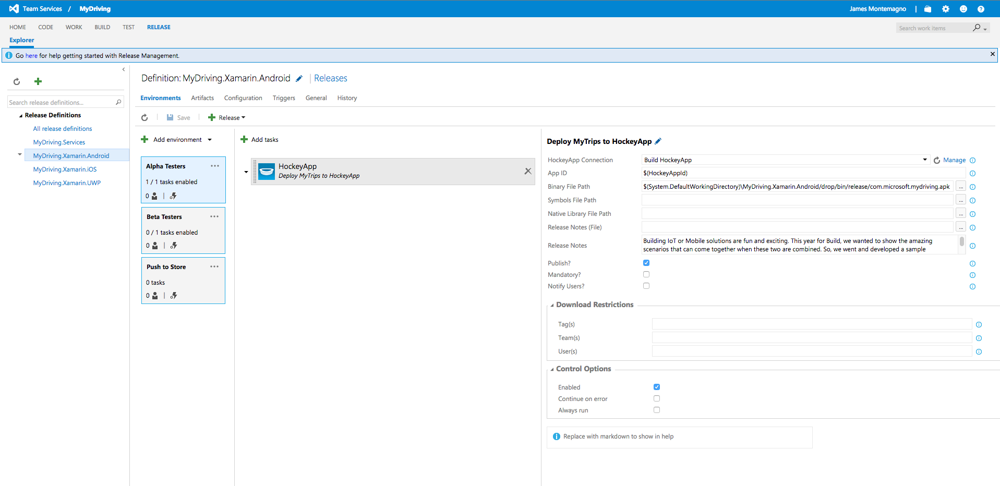 Team Services / MyDriving
James Montemagno
HOME CODE WORK BUILD TEST RELEASE
Search work items
Explorer
Go here for help getting started with Release Management.
Search release definitions...
Release Definitions
All release definitions
MyDriving.Services
MyDriving.Xamarin.Android
MyDriving.Xamarin.iOS
MyDriving.Xamarin.UWP
Definition: MyDriving.Xamarin.Android | Releases
Environments Artifacts Configuration Triggers General History
Save Release
Add environment
Alpha Testers ...
1 / 1 tasks enabled
0
Beta Testers ...
0 / 1 tasks enabled
0
Push to Store ...
0 tasks
0
Add tasks
HockeyApp
Deploy MyTrips to HockeyApp
Deploy MyTrips to HockeyApp
HockeyApp Connection Build HockeyApp Manage
App ID $(HockeyAppId)
Binary File Path $(System.DefaultWorkingDirectory)\MyDriving.Xamarin.Android/drop/bin/release/com.microsoft.mydriving.apk ...
Symbols File Path ...
Native Library File Path ...
Release Notes (File) ...
Release Notes
Building IoT or Mobile solutions are fun and exciting. This year for Build, we wanted to show the amazing
scenarios that can come together when these two are combined. So, we went and developed a sample
Publish?
Mandatory?
Notify Users?
Download Restrictions
Tag(s)
Team(s)
User(s)
Control Options
Enabled
Continue on error
Always run
Replace with markdown to show in help